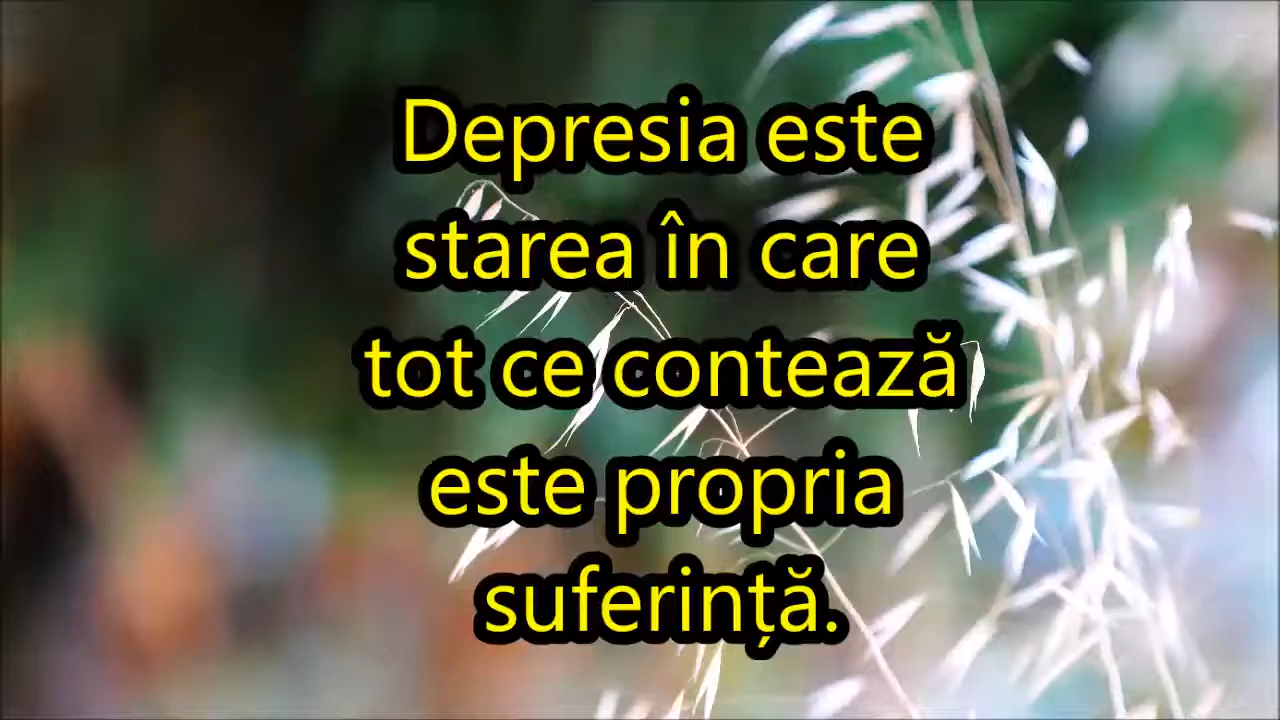 Depresia este
starea în care
tot ce contează
este propria
suferință.